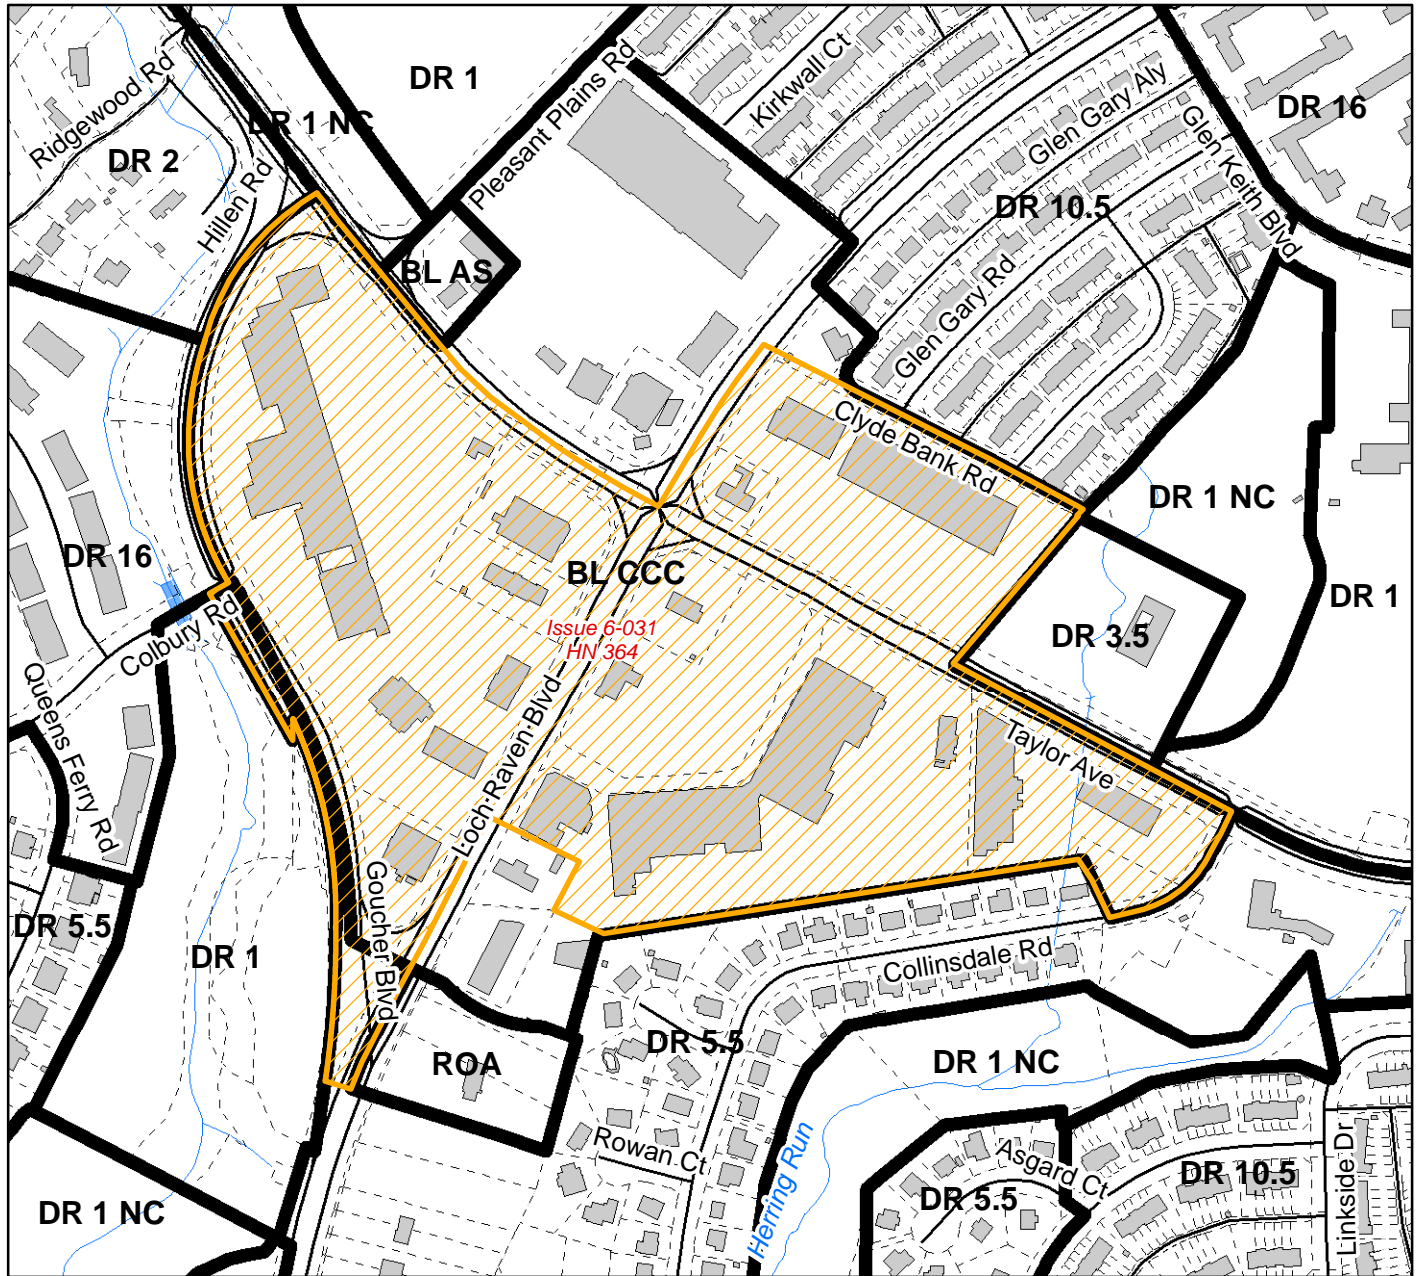 DR 1
Pleasant Plains Rd
Kirkwall Ct
Ridgewood Rd
DR 1 NC
DR 2
Glen Gary Aly
Glen Keith Blvd
DR 16
Hillen Rd
DR 10.5
BL AS
Glen Gary Rd
Clyde Bank Rd
DR 1 NC
DR 16
BL CCC
Issue 6-031
HN 364
DR 1
Colbury Rd
DR 3.5
Queens Ferry Rd
Loch Raven Blvd
Taylor Ave
DR 5.5
DR 1
Goucher Blvd
Collinsdale Rd
DR 5.5
ROA
DR 1 NC
Rowan Ct
Herring Run
Asgard Ct
DR 5.5
DR 10.5
Linkside Dr
DR 1 NC